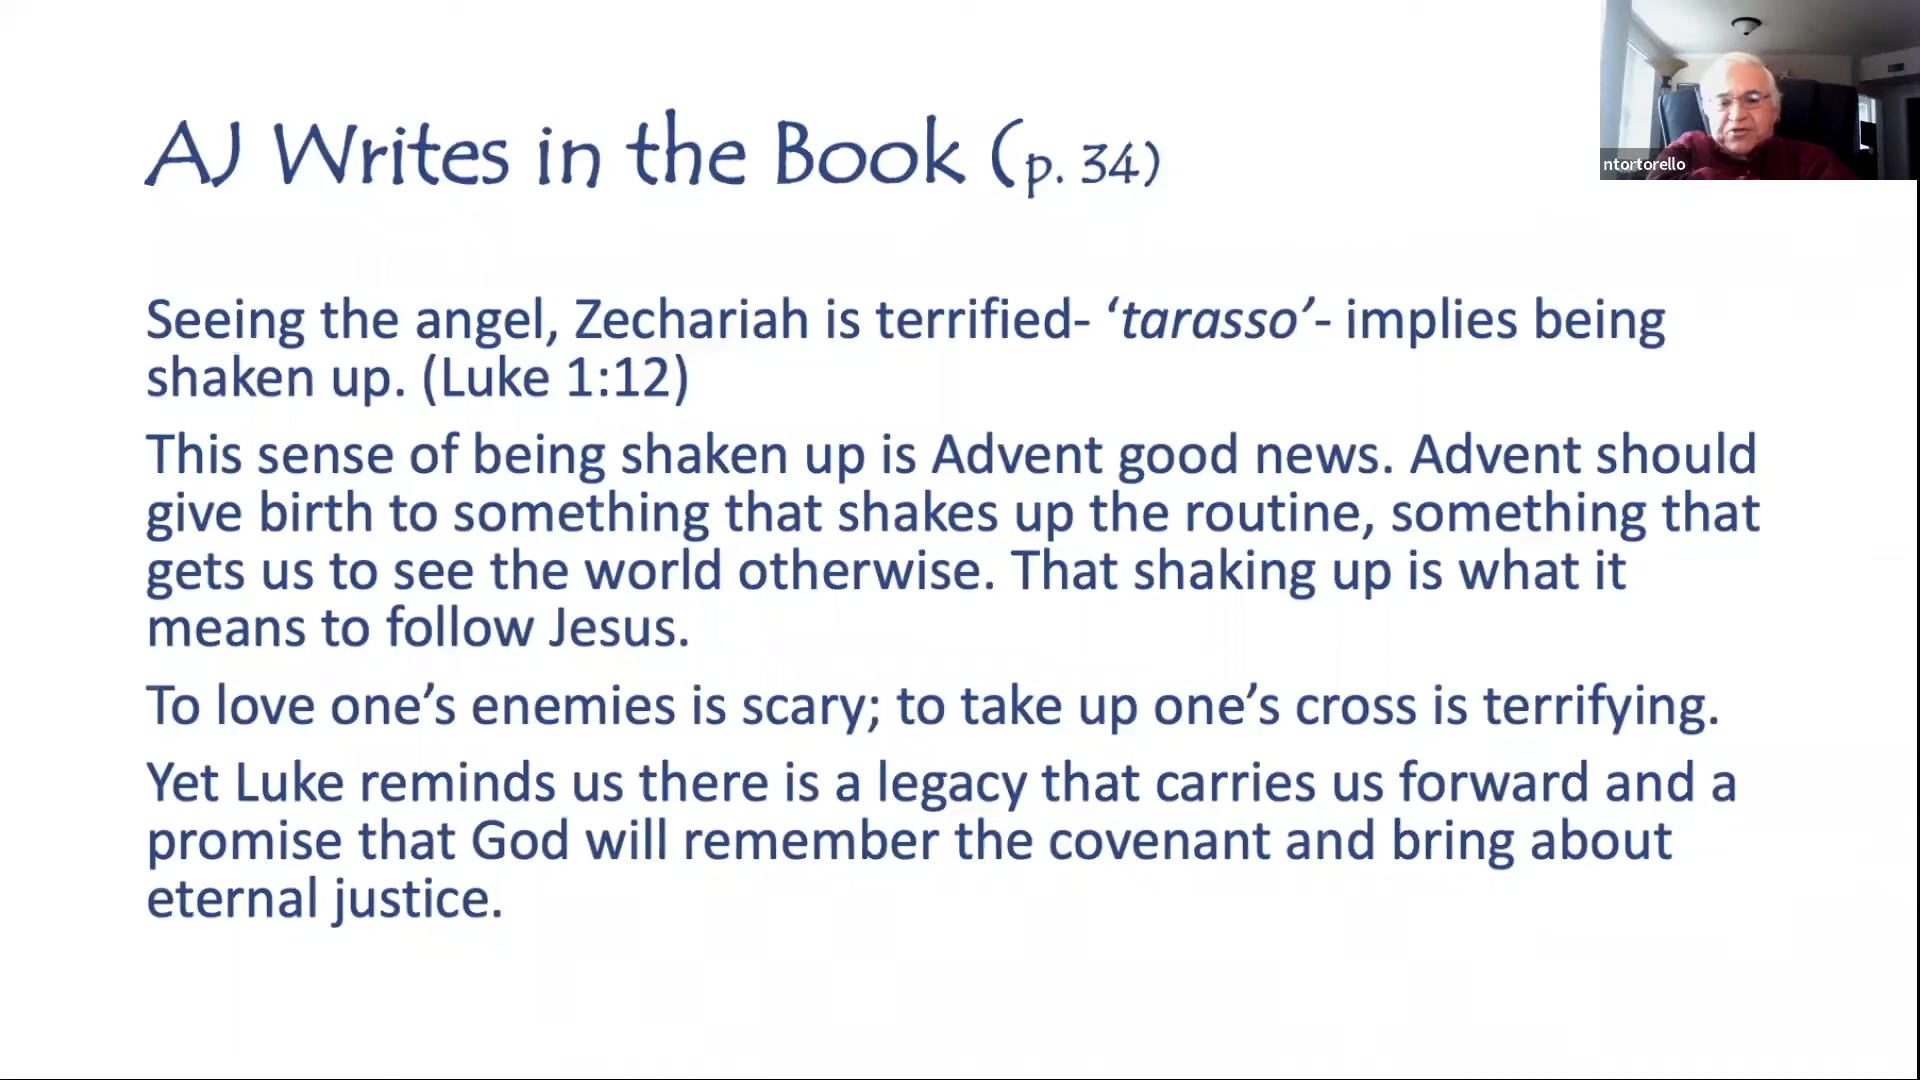 AJ Writes in the Book (p. 34)
ntortorello
Seeing the angel, Zechariah is terrified- ‘tarasso’- implies being
shaken up. (Luke 1:12)
This sense of being shaken up is Advent good news. Advent should
give birth to something that shakes up the routine, something that
gets us to see the world otherwise. That shaking up is what it
means to follow Jesus.
To love one’s enemies is scary; to take up one’s cross is terrifying.
Yet Luke reminds us there is a legacy that carries us forward and a
promise that God will remember the covenant and bring about
eternal justice.